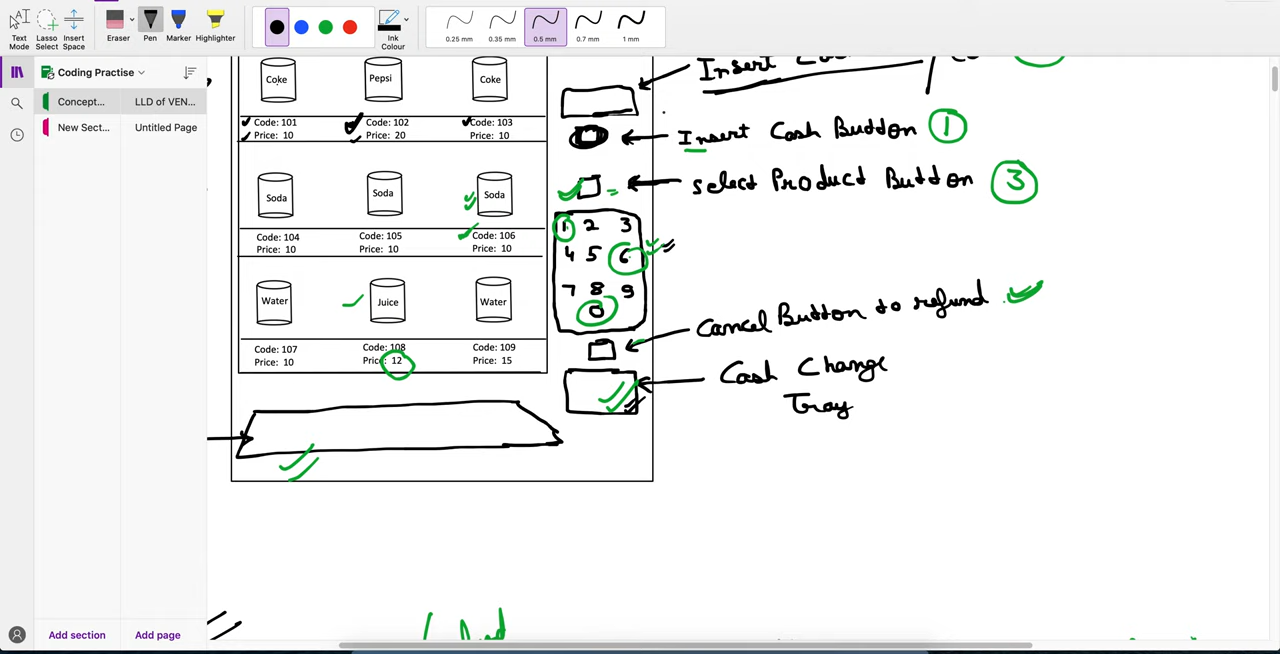 Text
Mode
Lasso
Select
Insert
Space
Eraser
Pen
Marker
Highlighter
Ink
Colour
0.25 mm
0.35 mm
0.5 mm
0.7 mm
1 mm
Coding Practise
Concept...
LLD of VEN...
New Sect...
Untitled Page
Coke
Pepsi
Coke
Code: 101
Price: 10
Code: 102
Price: 20
Code: 103
Price: 10
Soda
Soda
Soda
Code: 104
Price: 10
Code: 105
Price: 10
Code: 106
Price: 10
Water
Juice
Water
Code: 107
Price: 10
Code: 108
Price: 12
Code: 109
Price: 15
Insert
Insert Cash Button 1
Select Product Button 3
1 2 3
4 5 6
7 8 9
0
Cancel Button to refund
Cash Change
Tray
Add section
Add page